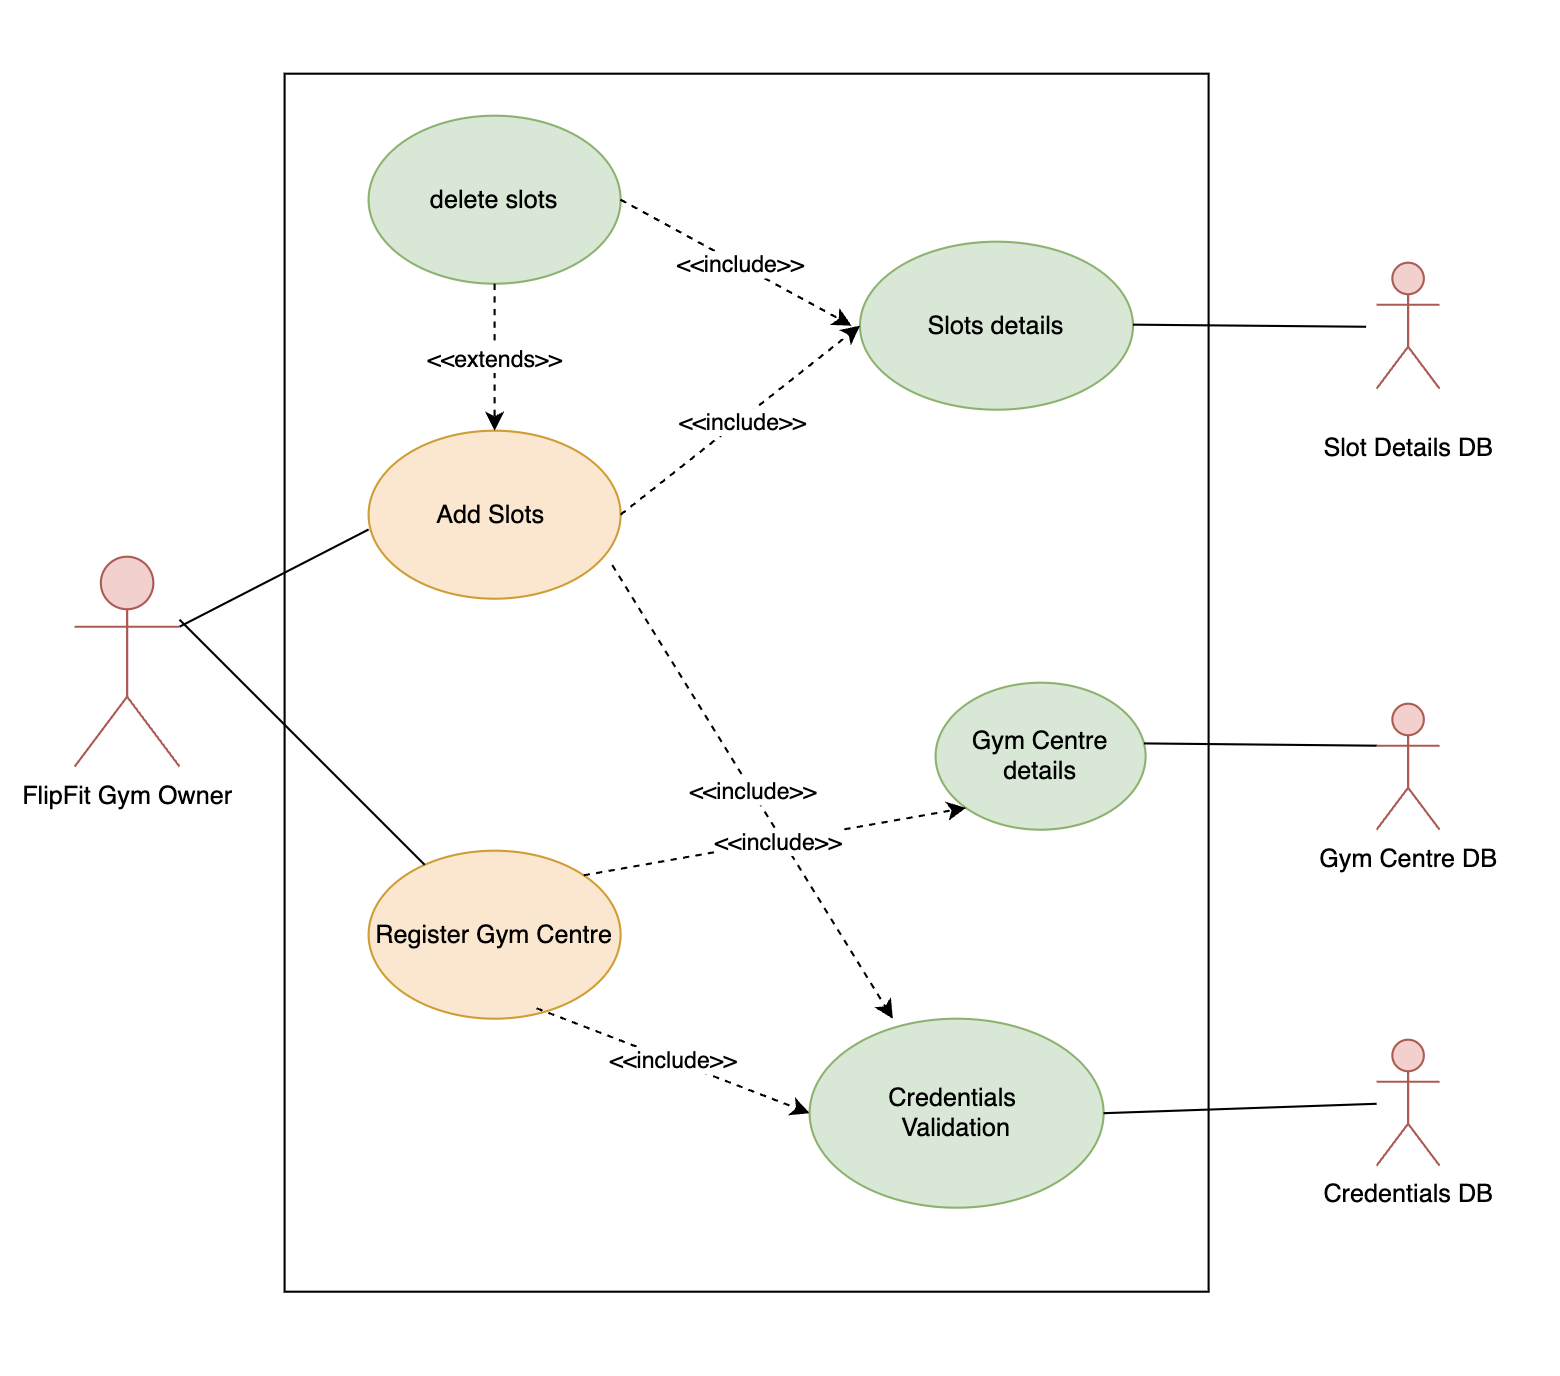 delete slots
<<include>>
Slots details
<<extends>>
<<include>>
Slot Details DB
Add Slots
FlipFit Gym Owner
Gym Centre
details
<<include>>
<<include>>
Gym Centre DB
Register Gym Centre
<<include>>
Credentials
Validation
Credentials DB